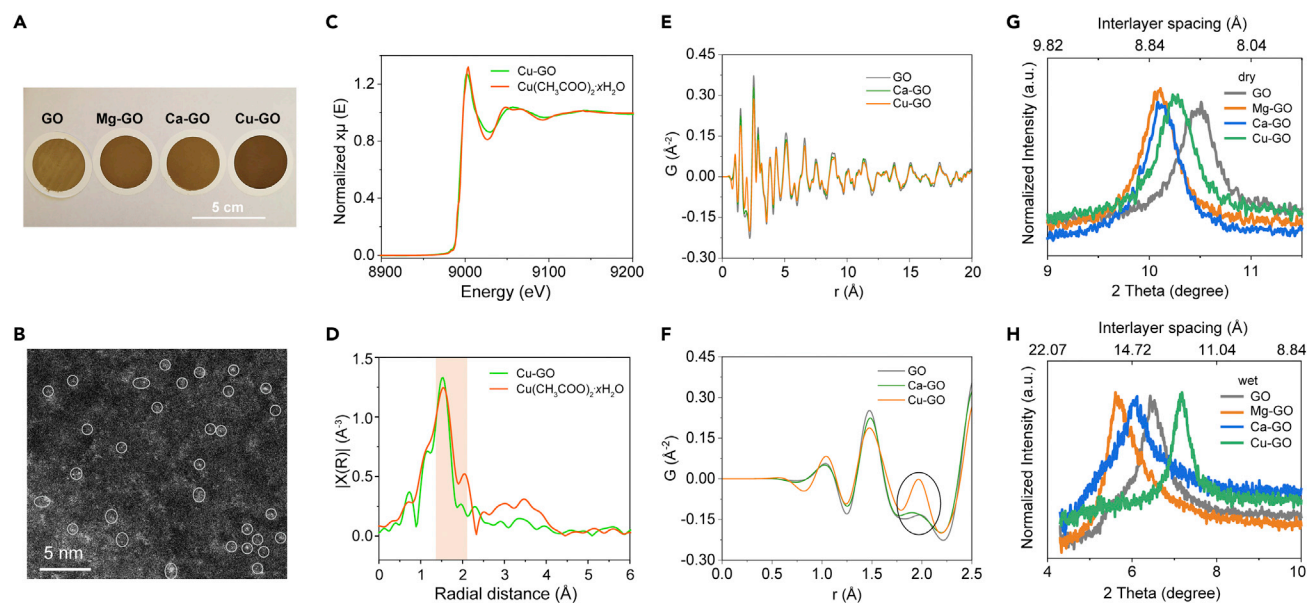 A
GO Mg-GO Ca-GO Cu-GO
5 cm
B
5 nm
C
Normalized xμ (E)
1.2
0.8
0.4
0.0
Cu-GO
Cu(CH₃COO)₂·xH₂O
8900 9000 9100 9200
Energy (eV)
D
|X(R)| (A⁻³)
1.5
1.0
0.5
0.0
Cu-GO
Cu(CH₃COO)₂·xH₂O
0 1 2 3 4 5 6
Radial distance (Å)
E
G (Å⁻²)
0.45
0.30
0.15
0.00
-0.15
-0.30
GO
Ca-GO
Cu-GO
0 5 10 15 20
r (Å)
F
G (Å⁻²)
0.45
0.30
0.15
0.00
-0.15
-0.30
GO
Ca-GO
Cu-GO
0.0 0.5 1.0 1.5 2.0 2.5
r (Å)
G
Interlayer spacing (Å)
9.82 8.84 8.04
Normalized Intensity (a.u.)
dry
GO
Mg-GO
Ca-GO
Cu-GO
9 10 11
2 Theta (degree)
H
Interlayer spacing (Å)
22.07 14.72 11.04 8.84
Normalized Intensity (a.u.)
wet
GO
Mg-GO
Ca-GO
Cu-GO
4 6 8 10
2 Theta (degree)